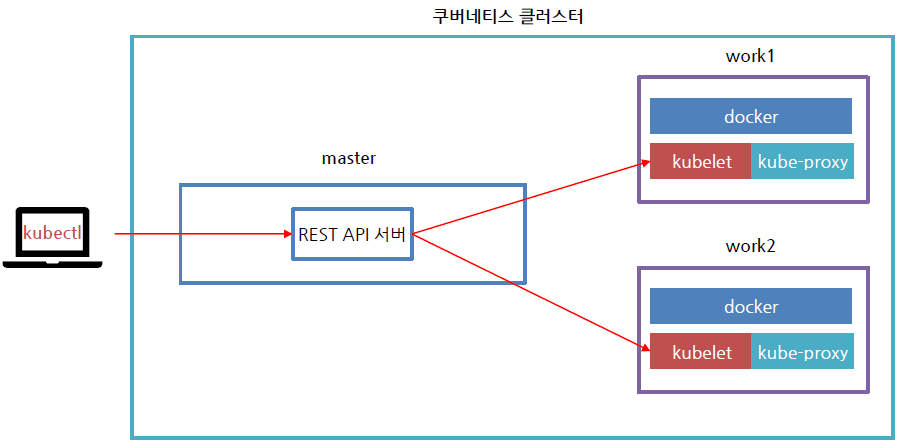 쿠버네티스 클러스터
work1
docker
kubelet kube-proxy
master
REST API 서버
kubectl
work2
docker
kubelet kube-proxy